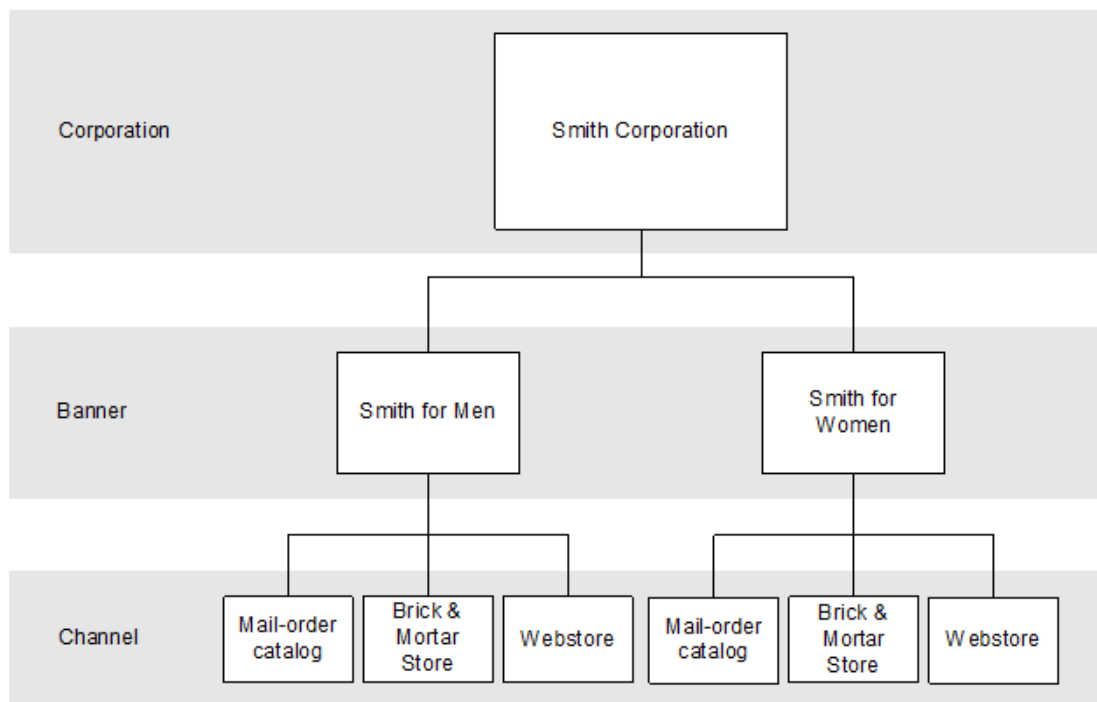 Corporation
Smith Corporation
Banner
Smith for Men
Smith for
Women
Channel
Mail-order
catalog
Brick &
Mortar
Store
Webstore
Mail-order
catalog
Brick &
Mortar
Store
Webstore